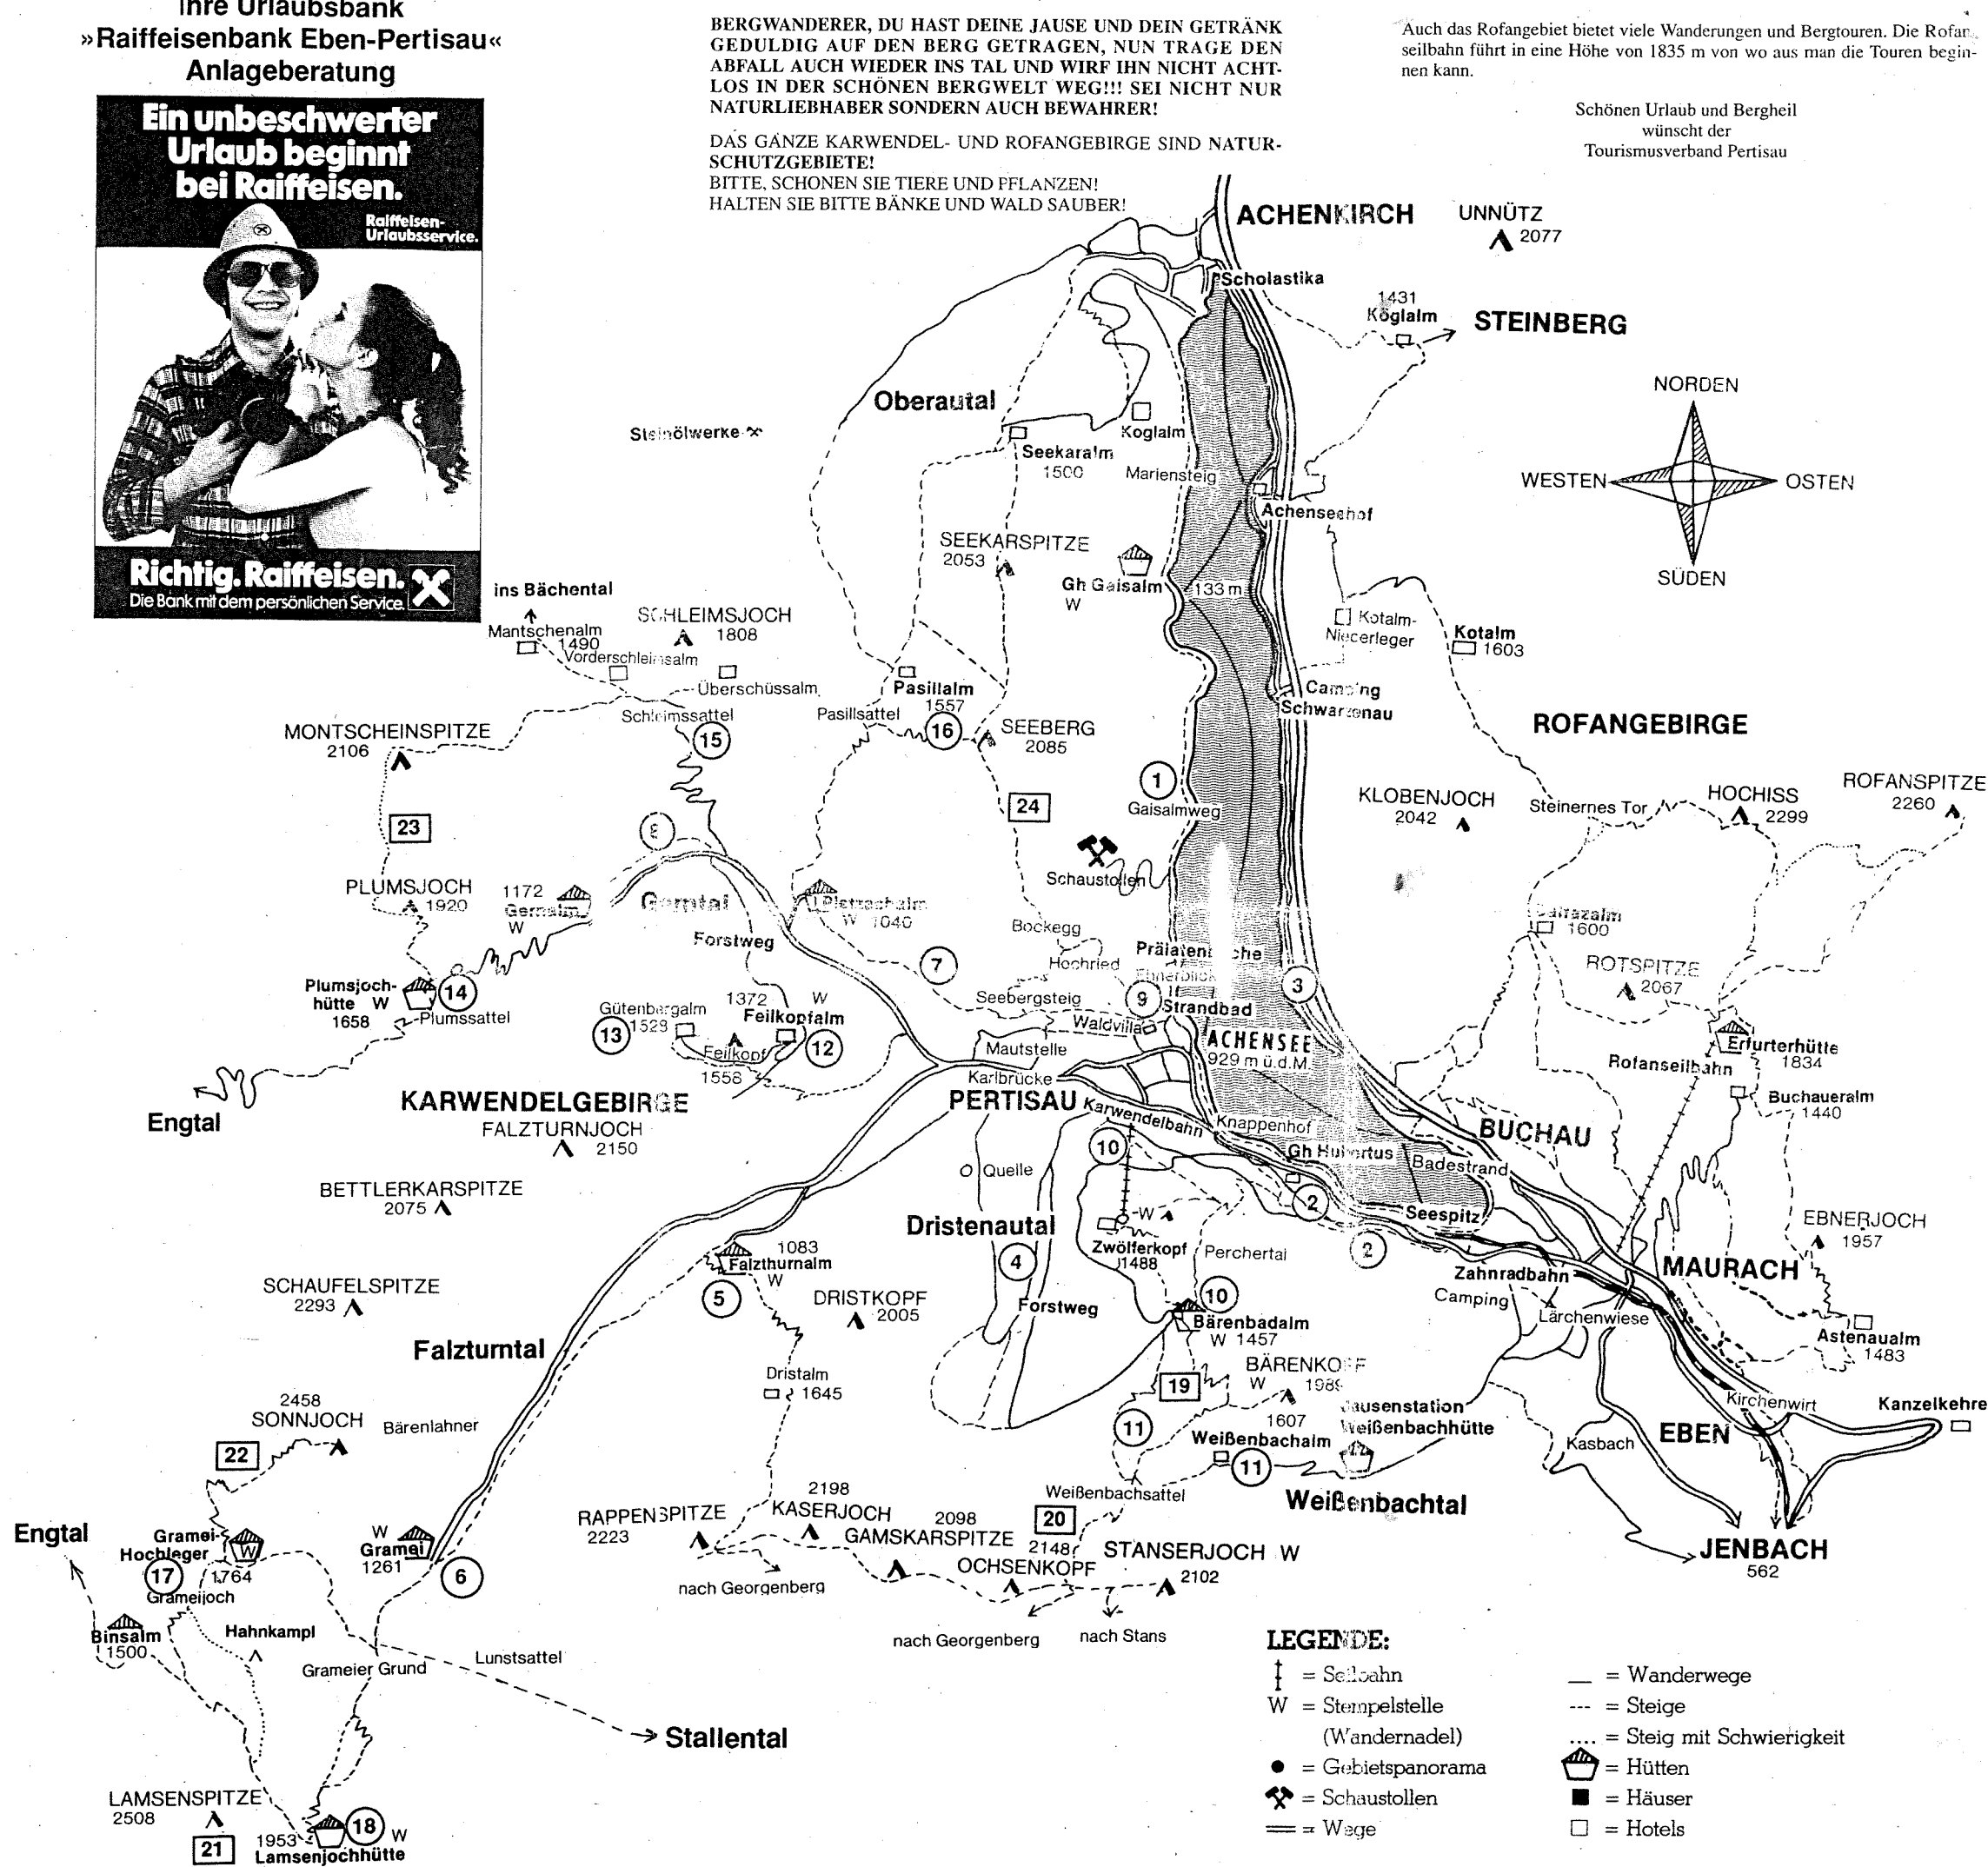 Ihre Urlaubsbank
»Raiffeisenbank Eben-Pertisau«
Anlageberatung
Ein unbeschwerter
Urlaub beginnt
bei Raiffeisen.
Raiffeisen-
Urlaubsservice.
Richtig. Raiffeisen.
Die Bank mit dem persönlichen Service.
BERGWANDERER, DU HAST DEINE JAUSE UND DEIN GETRÄNK
GEDULDIG AUF DEN BERG GETRAGEN, NUN TRAGE DEN
ABFALL AUCH WIEDER INS TAL UND WIRF IHN NICHT ACHT-
LOS IN DER SCHÖNEN BERGWELT WEG!!! SEI NICHT NUR
NATURLIEBHABER SONDERN AUCH BEWAHRER!
DAS GANZE KARWENDEL- UND ROFANGEBIRGE SIND NATUR-
SCHUTZGEBIETE!
BITTE, SCHONEN SIE TIERE UND PFLANZEN!
HALTEN SIE BITTE BÄNKE UND WALD SAUBER!
Auch das Rofangebiet bietet viele Wanderungen und Bergtouren. Die Rofan-
seilbahn führt in eine Höhe von 1835 m von wo aus man die Touren begin-
nen kann.
Schönen Urlaub und Bergheil
wünscht der
Tourismusverband Pertisau
ACHENKIRCH
UNNÜTZ
2077
Scholastika
1431
Köglalm
STEINBERG
NORDEN
WESTEN
OSTEN
SÜDEN
Oberautal
Steinölwerke
Koglalm
Seekaralm
1500
Mariensteig
Achenseehof
SEEKARSPITZE
2053
Gh Gaisalm
W
133 m
ins Bächental
Mantschenalm
1490
SCHLEIMSJOCH
1808
Vorderschleimsalm
Überschüssalm
Kotalm-
Niederleger
Kotalm
1603
Pasillalm
1557
Schleimssattel
15
Pasillsattel
16
SEEBERG
2085
Camping
Schwarzenau
ROFANGEBIRGE
MONTSCHEINSPITZE
2106
1
Gaisalmweg
24
23
8
KLOBENJOCH
2042
Steinernes Tor
HOCHISS
2299
ROFANSPITZE
2260
Schaustollen
PLUMSJOCH
1920
1172
Gernalm
W
Gerntal
Pletzachalm
W 1040
Forstweg
Bockegg
Hochried
7
1600
ROTSPITZE
2067
Plumsjoch-
hütte W
1658
14
Plumssattel
Gütenbergalm
1523
13
1372
W
Feilkopfalm
12
Feilkopf
1558
Seebergsteig
9
Strandbad
Waldvilla
3
Mautstelle
Karlbrücke
ACHENSEE
929 m ü.d.M.
Rofanseilbahn
Erfurterhütte
1834
Buchaueralm
1440
Engtal
KARWENDELGEBIRGE
FALZTURNJOCH
2150
PERTISAU
Karwendelbahn
Knappenhof
10
Gh Hubertus
BUCHAU
Badestrand
Quelle
BETTLERKARSPITZE
2075
Dristenautal
4
W
Zwölferkopf
1488
Perchertal
2
2
Seespitz
EBNERJOCH
1957
1083
Falzthurnalm
W
5
SCHAUFELSPITZE
2293
DRISTKOPF
2005
Forstweg
10
Bärenbadalm
W 1457
Zahnradbahn
Camping
Lärchenwiese
MAURACH
Astenaualm
1483
Falzturntal
Dristalm
1645
19
BÄRENKOPF
W
Jausenstation
Weißenbachhütte
Kirchenwirt
Kanzelkehre
2458
SONNJOCH
Bärenlahner
22
11
1607
Weißenbachalm
11
EBEN
Kasbach
Weißenbachsattel
Weißenbachtal
RAPPENSPITZE
2223
2198
KASERJOCH
2098
GAMSKARSPITZE
20
2148
OCHSENKOPF
STANSERJOCH W
2102
JENBACH
562
Engtal
Gramei-
Hochleger
W
17
1764
Grameijoch
W
Gramei
1261
6
nach Georgenberg
nach Georgenberg
nach Stans
Binsalm
1500
Hahnkampl
Grameier Grund
Lunstsattel
Stallental
LAMSENSPITZE
2508
21
1953
18
W
Lamsenjochhütte
LEGENDE:
= Seilbahn
W = Stempelstelle
(Wandernadel)
= Gebietspanorama
= Schaustollen
= Wege
= Wanderwege
= Steige
= Steig mit Schwierigkeit
= Hütten
= Häuser
= Hotels